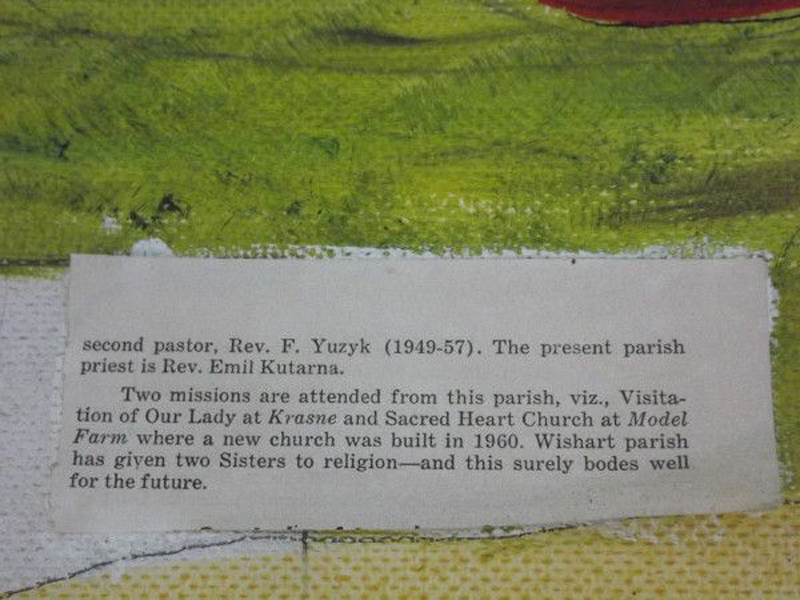 second pastor, Rev. F. Yuzyk (1949-57). The present parish
priest is Rev. Emil Kutarna.
Two missions are attended from this parish, viz., Visita-
tion of Our Lady at Krasne and Sacred Heart Church at Model
Farm where a new church was built in 1960. Wishart parish
has given two Sisters to religion—and this surely bodes well
for the future.